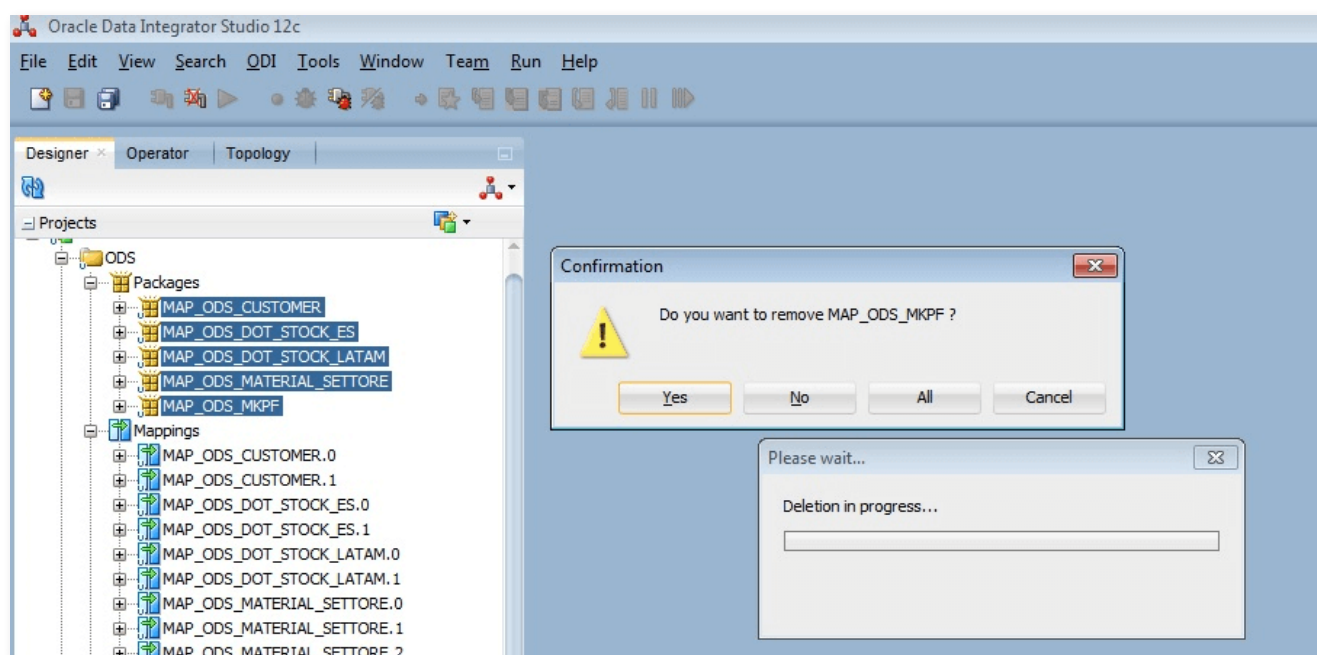 Oracle Data Integrator Studio 12c
File Edit View Search ODI Tools Window Team Run Help
Designer Operator Topology
Projects
ODS
Packages
MAP_ODS_CUSTOMER
MAP_ODS_DOT_STOCK_ES
MAP_ODS_DOT_STOCK_LATAM
MAP_ODS_MATERIAL_SETTORE
MAP_ODS_MKPF
Mappings
MAP_ODS_CUSTOMER.0
MAP_ODS_CUSTOMER.1
MAP_ODS_DOT_STOCK_ES.0
MAP_ODS_DOT_STOCK_ES.1
MAP_ODS_DOT_STOCK_LATAM.0
MAP_ODS_DOT_STOCK_LATAM.1
MAP_ODS_MATERIAL_SETTORE.0
MAP_ODS_MATERIAL_SETTORE.1
MAP_ODS_MATERIAL_SETTORE.2
Confirmation
Do you want to remove MAP_ODS_MKPF ?
Yes No All Cancel
Please wait...
Deletion in progress...